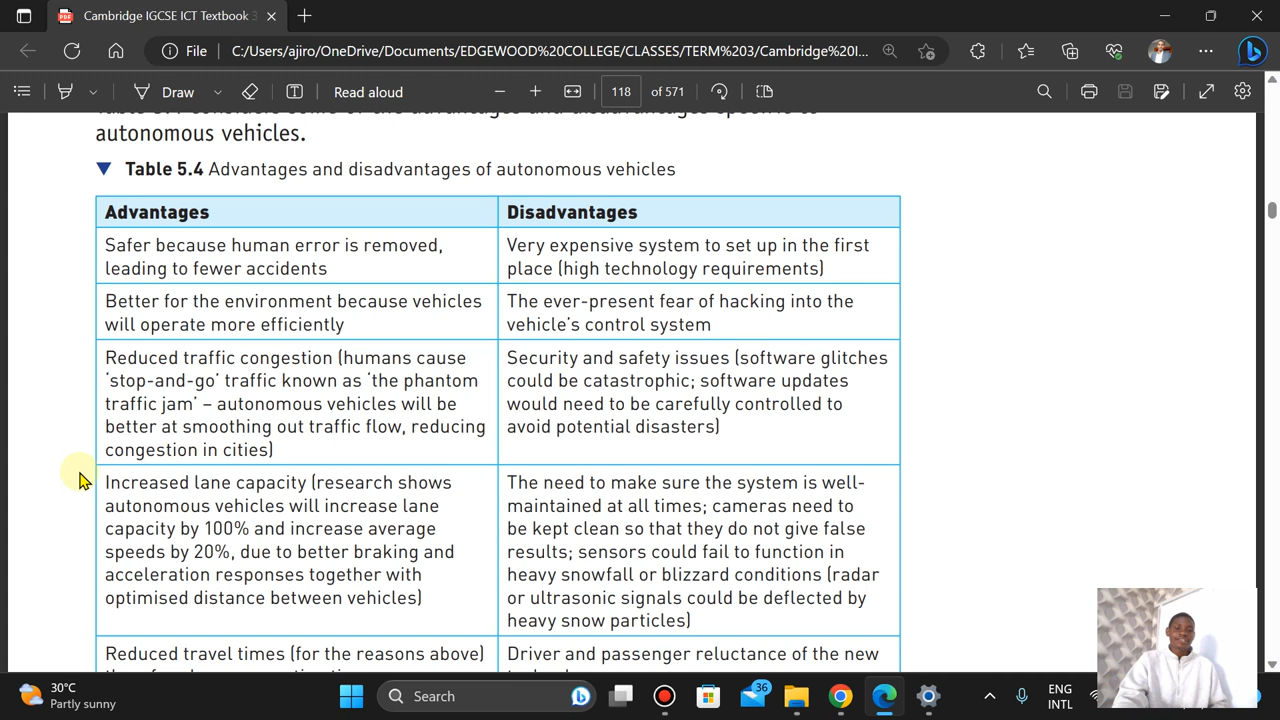 Cambridge IGCSE ICT Textbook 3
File
C:/Users/ajiro/OneDrive/Documents/EDGEWOOD%20COLLEGE/CLASSES/TERM%203/Cambridge%20I...
Draw
Read aloud
118 of 571
autonomous vehicles.
Table 5.4 Advantages and disadvantages of autonomous vehicles
Advantages
Disadvantages
Safer because human error is removed,
leading to fewer accidents
Very expensive system to set up in the first
place (high technology requirements)
Better for the environment because vehicles
will operate more efficiently
The ever-present fear of hacking into the
vehicle's control system
Reduced traffic congestion (humans cause
'stop-and-go' traffic known as 'the phantom
traffic jam' – autonomous vehicles will be
better at smoothing out traffic flow, reducing
congestion in cities)
Security and safety issues (software glitches
could be catastrophic; software updates
would need to be carefully controlled to
avoid potential disasters)
Increased lane capacity (research shows
autonomous vehicles will increase lane
capacity by 100% and increase average
speeds by 20%, due to better braking and
acceleration responses together with
optimised distance between vehicles)
The need to make sure the system is well-
maintained at all times; cameras need to
be kept clean so that they do not give false
results; sensors could fail to function in
heavy snowfall or blizzard conditions (radar
or ultrasonic signals could be deflected by
heavy snow particles)
Reduced travel times (for the reasons above)
Driver and passenger reluctance of the new
30°C
Partly sunny
Search
36
ENG
INTL